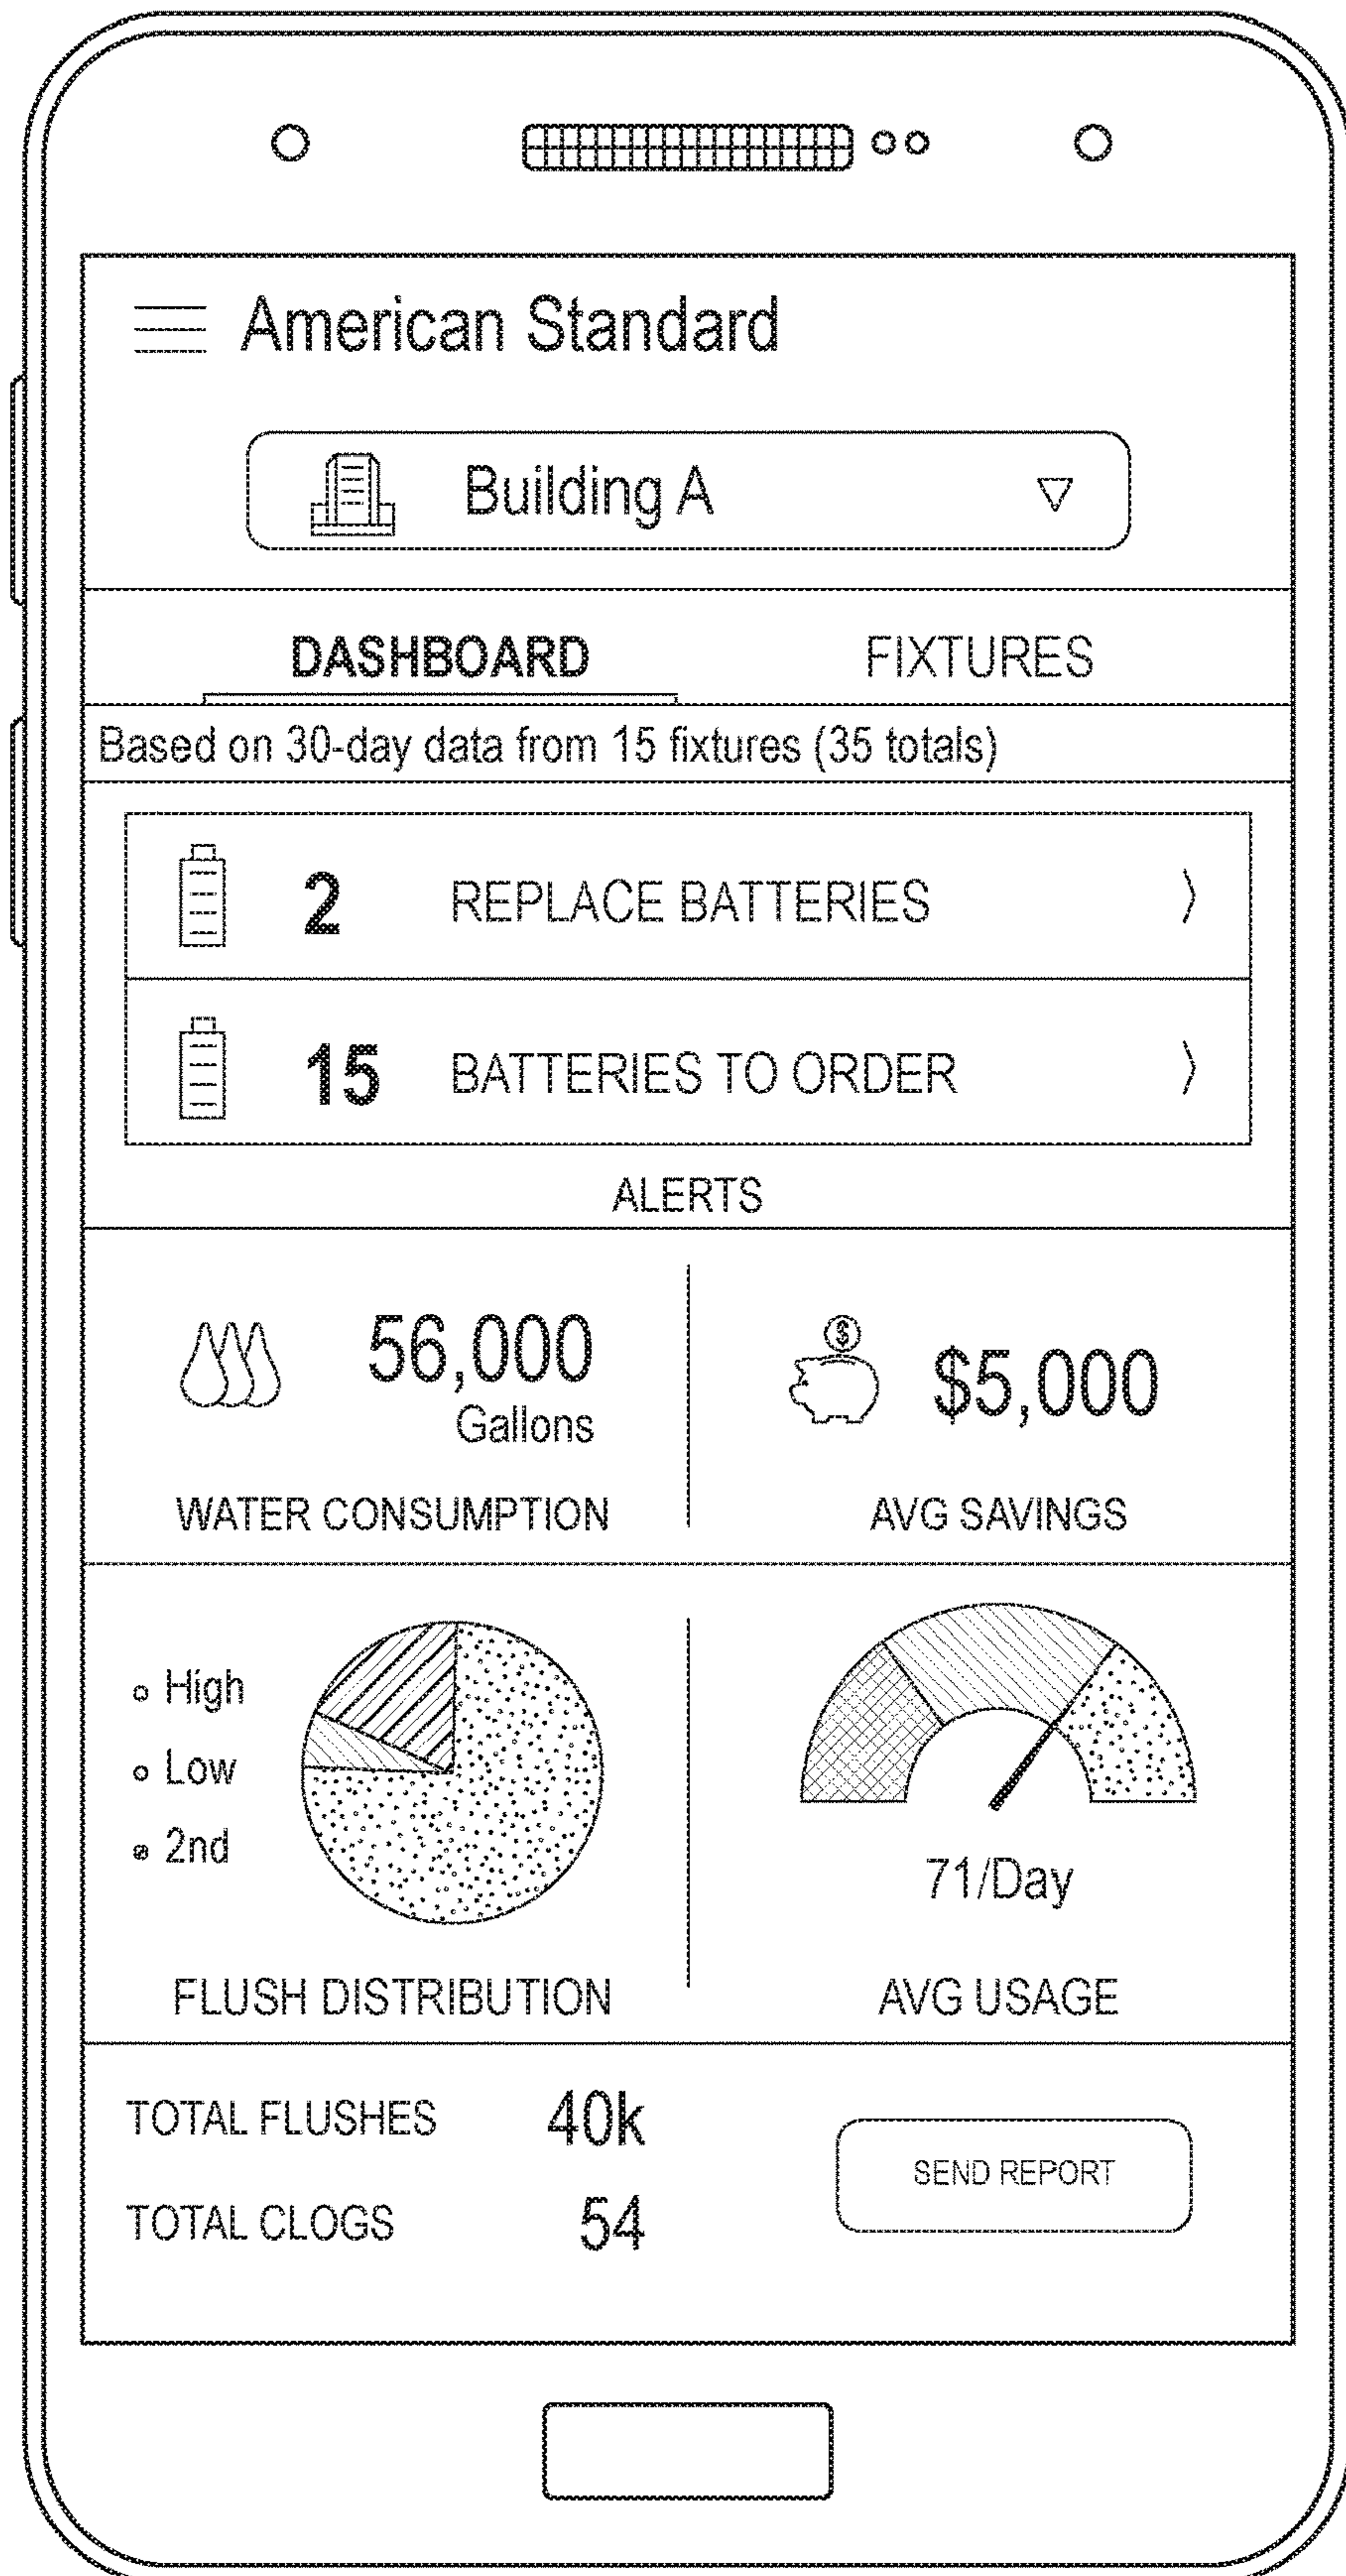 American Standard
Building A
DASHBOARD FIXTURES
Based on 30-day data from 15 fixtures (35 totals)
2 REPLACE BATTERIES
15 BATTERIES TO ORDER
ALERTS
56,000
Gallons
WATER CONSUMPTION
$
$5,000
AVG SAVINGS
High
Low
2nd
FLUSH DISTRIBUTION
71/Day
AVG USAGE
TOTAL FLUSHES 40k
TOTAL CLOGS 54
SEND REPORT